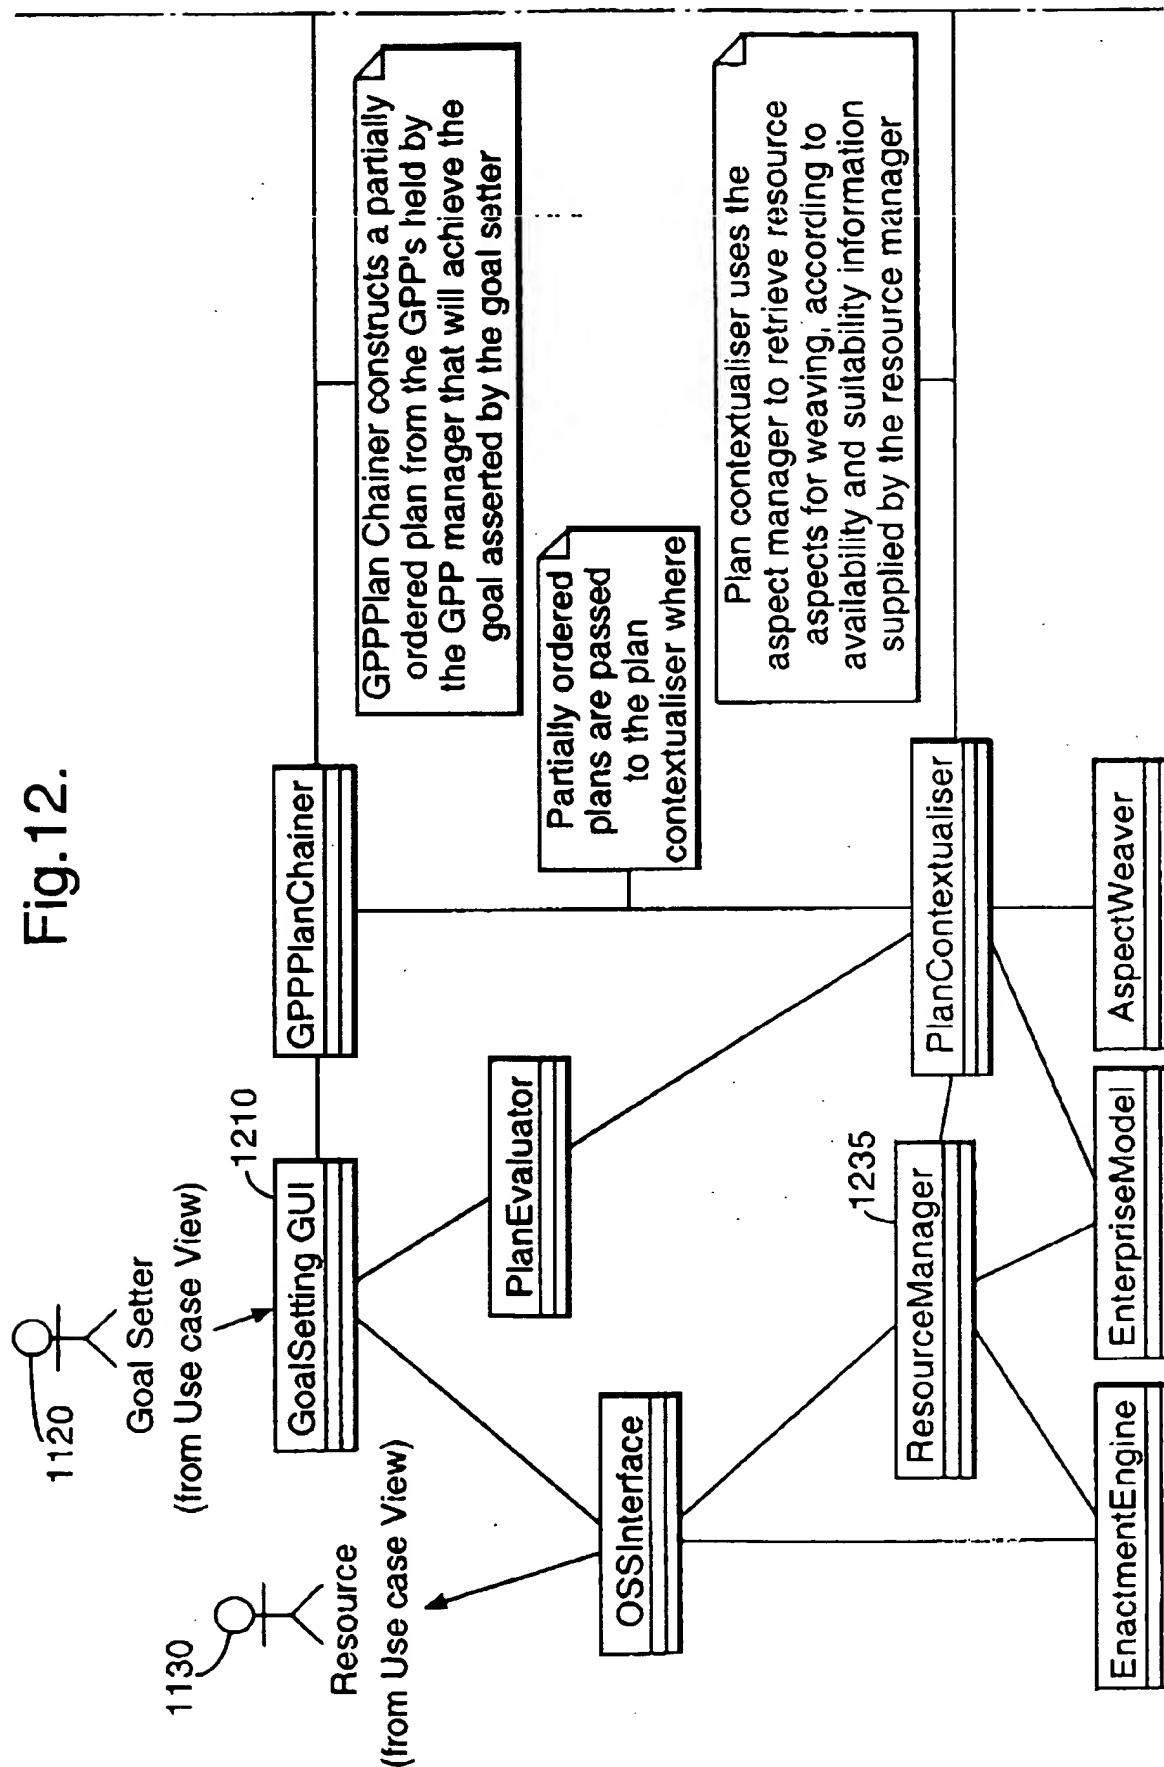 Fig.12.
1120
Goal Setter
(from Use case View)
1130
Resource
(from Use case View)
1210
GoalSetting GUI
GPPPlanChainer
GPPPlan Chainer constructs a partially
ordered plan from the GPP's held by
the GPP manager that will achieve the
goal asserted by the goal setter
PlanEvaluator
Partially ordered
plans are passed
to the plan
contextualiser where
OSSInterface
1235
ResourceManager
PlanContextualiser
Plan contextualiser uses the
aspect manager to retrieve resource
aspects for weaving, according to
availability and suitability information
supplied by the resource manager
EnactmentEngine
EnterpriseModel
AspectWeaver